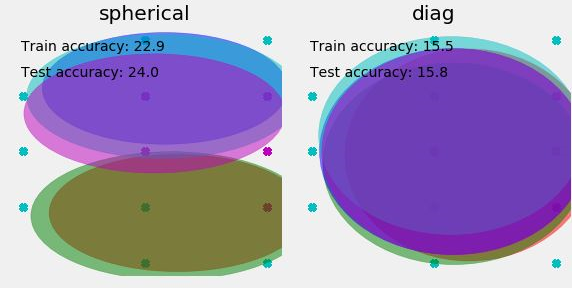 spherical
Train accuracy: 22.9
Test accuracy: 24.0
diag
Train accuracy: 15.5
Test accuracy: 15.8